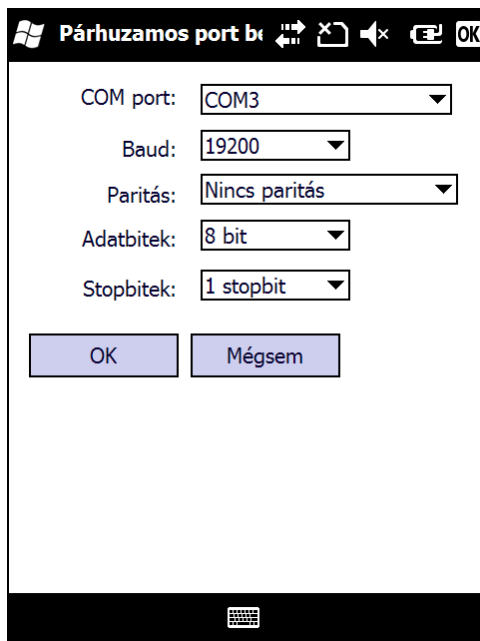 Párhuzamos port be
OK
COM port: COM3
Baud: 19200
Paritás: Nincs paritás
Adatbitek: 8 bit
Stopbitek: 1 stopbit
OK Mégsem